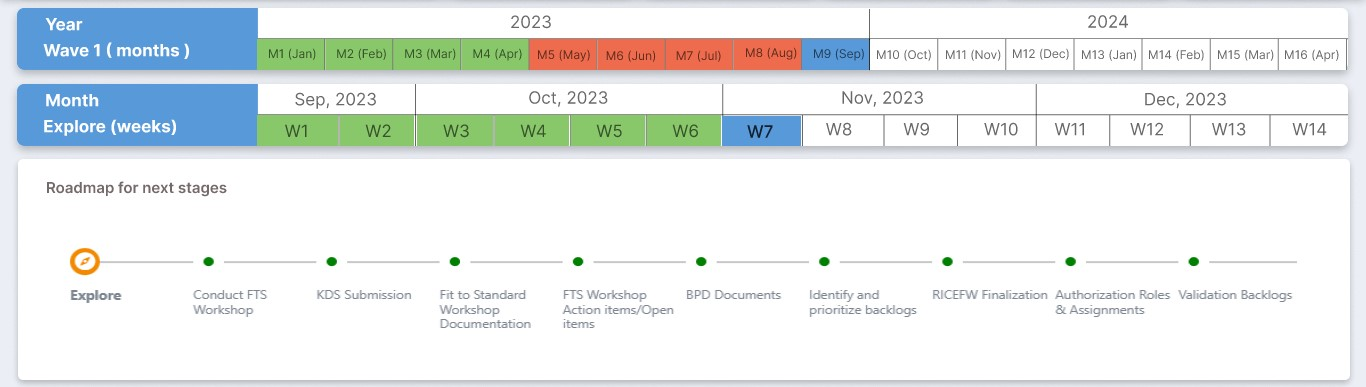 Year
2023
2024
Wave 1 ( months )
M1 (Jan) M2 (Feb) M3 (Mar) M4 (Apr) M5 (May) M6 (Jun) M7 (Jul) M8 (Aug) M9 (Sep) M10 (Oct) M11 (Nov) M12 (Dec) M13 (Jan) M14 (Feb) M15 (Mar) M16 (Apr)
Month
Sep, 2023 Oct, 2023 Nov, 2023 Dec, 2023
Explore (weeks)
W1 W2 W3 W4 W5 W6 W7 W8 W9 W10 W11 W12 W13 W14
Roadmap for next stages
Explore
Conduct FTS
Workshop
KDS Submission
Fit to Standard
Workshop
Documentation
FTS Workshop
Action items/Open
items
BPD Documents
Identify and
prioritize backlogs
RICEFW Finalization
Authorization Roles
& Assignments
Validation Backlogs